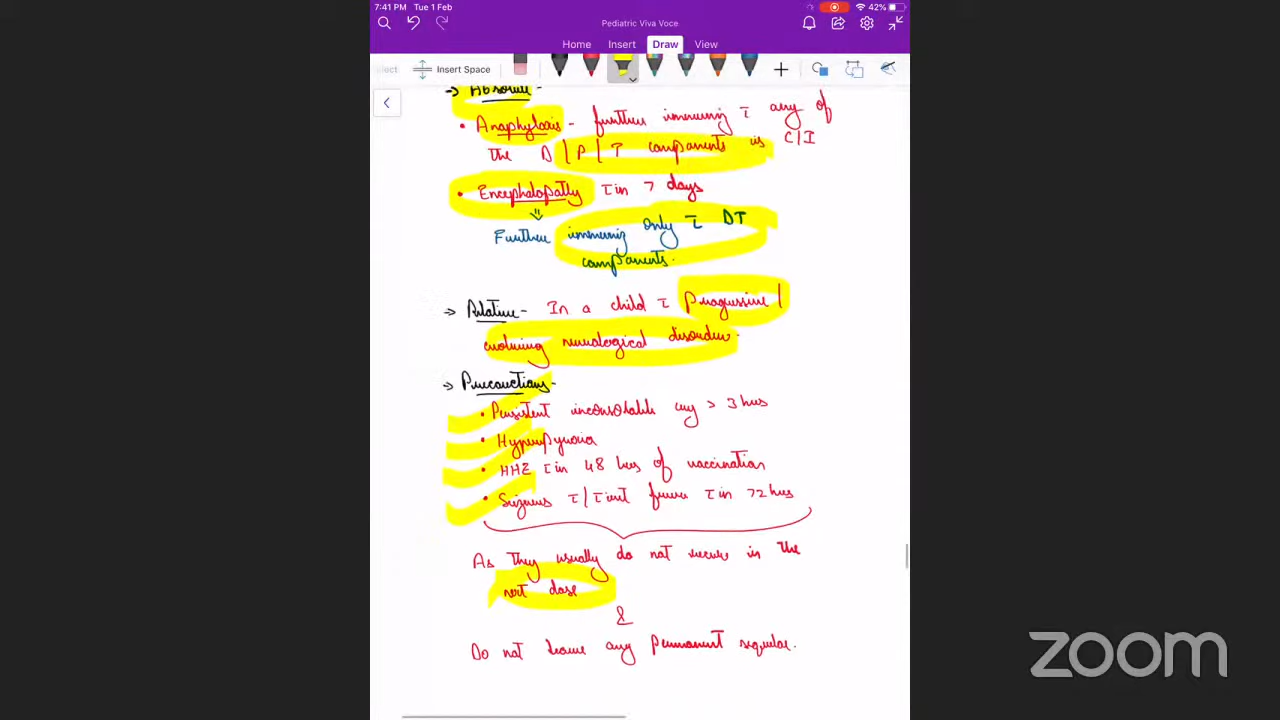 7:41 PM Tue 1 Feb
42%
Pediatric Viva Voce
Home Insert Draw View
Insert Space
→ Absolute -
• Anaphylaxis - further immuniz c̄ any of
the D | P | T components is C/I
• Encephalopathy c̄in 7 days
⇓
Further immuniz only c̄ DT
components.
→ Relative - In a child c̄ progressive |
evolving neurological disorder.
→ Precautions -
• Persistent inconsolable cry > 3 hrs
• Hyperpyrexia
• HHE c̄in 48 hrs of vaccination
• Seizures c̄ | c̄out fever c̄in 72 hrs
As they usually do not recur in the
next dose
&
Do not leave any permanent sequelae.
zoom